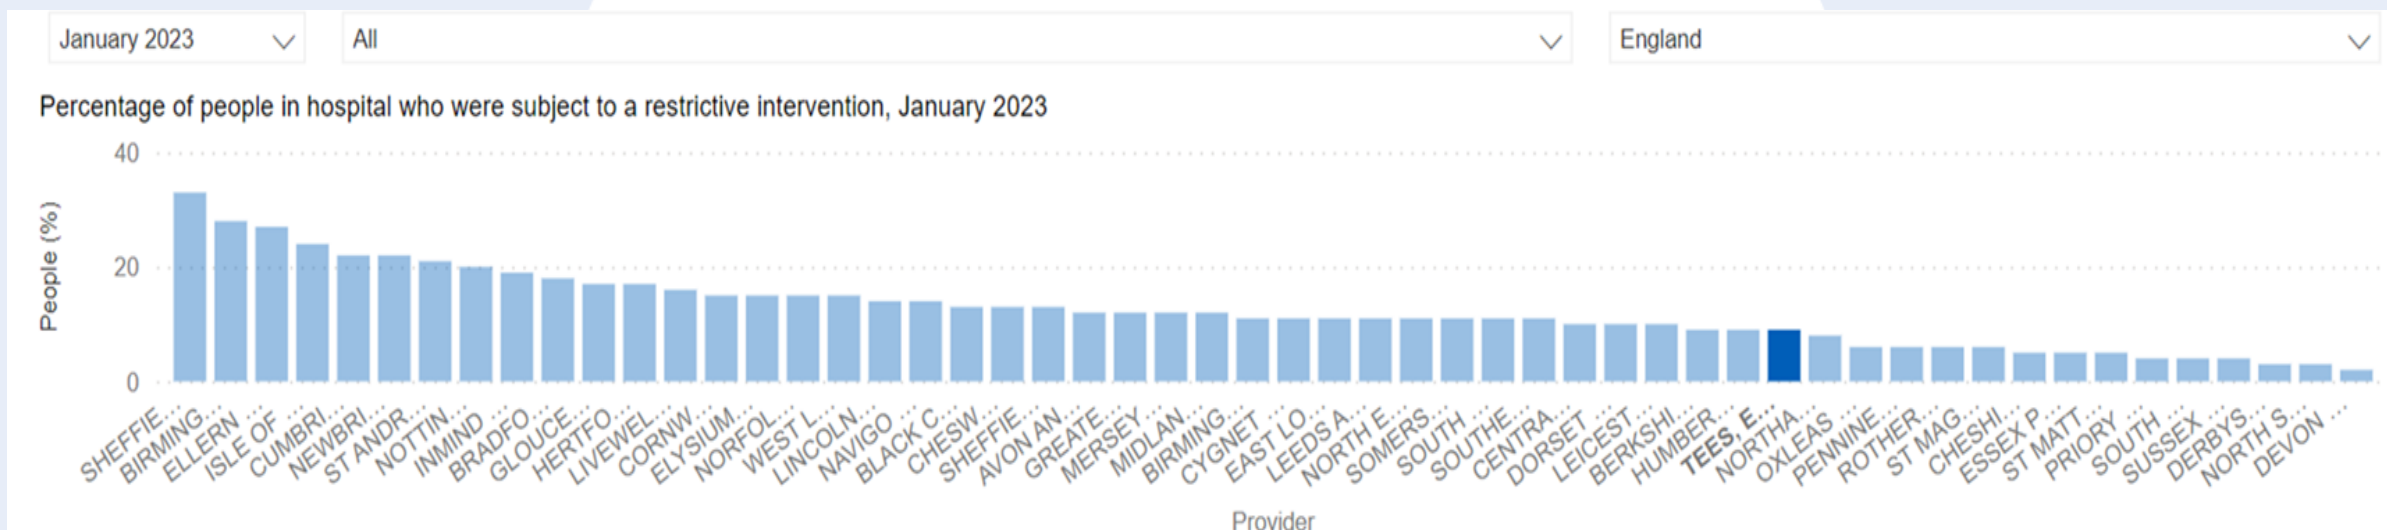 January 2023
All
England
Percentage of people in hospital who were subject to a restrictive intervention, January 2023
People (%)
40
20
0
SHEFFIE...
BIRMING...
ELLERN ...
ISLE OF ...
CUMBRI...
NEWBRI...
ST ANDR...
NOTTIN...
INMIND ...
BRADFO...
GLOUCE...
HERTFO...
LIVEWEL...
CORNW...
ELYSIUM...
NORFOL...
WEST L...
LINCOLN...
NAVIGO ...
BLACK C...
CHESW...
SHEFFIE...
AVON AN...
GREATE...
MERSEY ...
MIDLAN...
BIRMING...
CYGNET ...
EAST LO...
LEEDS A...
NORTH E...
SOMERS...
SOUTH ...
SOUTHE...
CENTRA...
DORSET ...
LEICEST...
BERKSHI...
HUMBER...
TEES, E...
NORTHA...
OXLEAS ...
PENNINE...
ROTHER...
ST MAG...
CHESHI...
ESSEX P...
ST MATT...
PRIORY ...
SOUTH ...
SUSSEX ...
DERBYS...
NORTH S...
DEVON ...
Provider